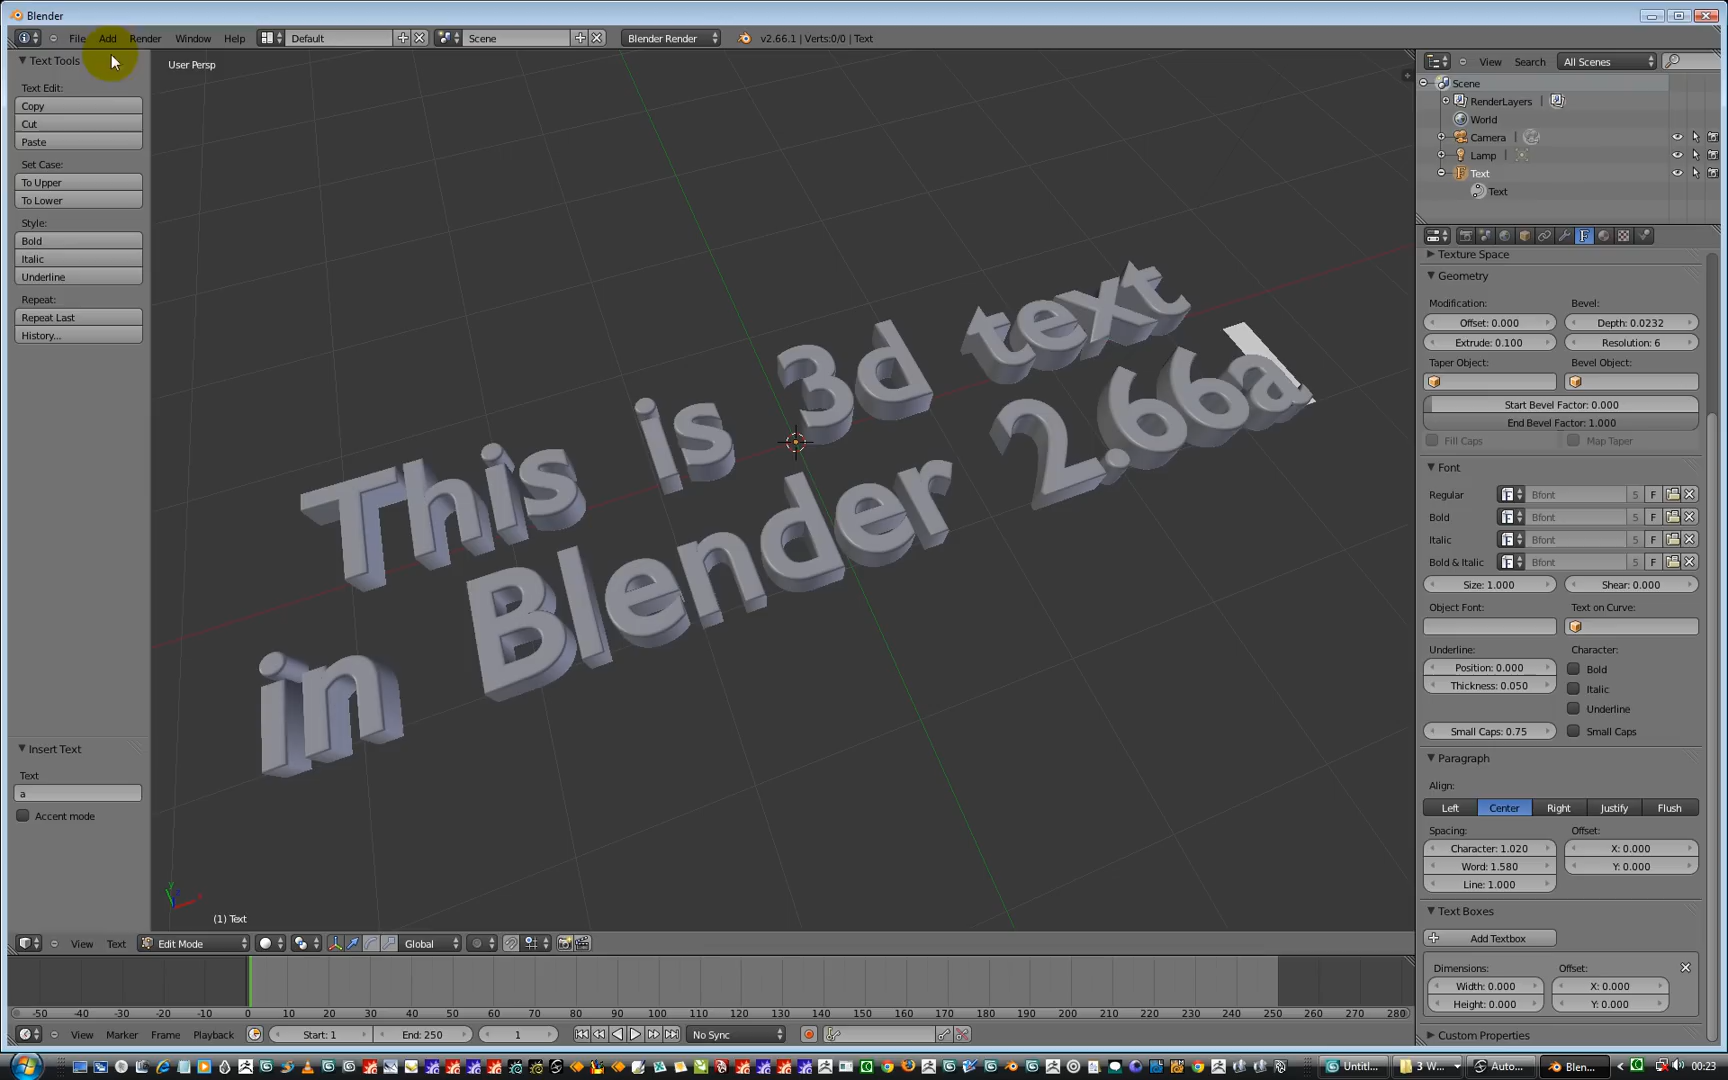 Blender
File Add Render Window Help Default Scene Blender Render v2.66.1 | Verts:0/0 | Text
Text Tools
Text Edit:
Copy
Cut
Paste
Set Case:
To Upper
To Lower
Style:
Bold
Italic
Underline
Repeat:
Repeat Last
History...
Insert Text
Text
a
Accent mode
User Persp
This is 3d text
in Blender 2.66a
(1) Text
View Text Edit Mode Global
-50 -40 -30 -20 -10 0 10 20 30 40 50 60 70 80 90 100 110 120 130 140 150 160 170 180 190 200 210 220 230 240 250 260 270 280
View Marker Frame Playback Start: 1 End: 250 1 No Sync
View Search All Scenes
Scene
RenderLayers
World
Camera
Lamp
Text
Text
Texture Space
Geometry
Modification: Bevel:
Offset: 0.000 Depth: 0.0232
Extrude: 0.100 Resolution: 6
Taper Object: Bevel Object:
Start Bevel Factor: 0.000
End Bevel Factor: 1.000
Fill Caps Map Taper
Font
Regular Bfont 5 F
Bold Bfont 5 F
Italic Bfont 5 F
Bold & Italic Bfont 5 F
Size: 1.000 Shear: 0.000
Object Font: Text on Curve:
Underline: Character:
Position: 0.000 Bold
Thickness: 0.050 Italic
Underline
Small Caps: 0.75 Small Caps
Paragraph
Align:
Left Center Right Justify Flush
Spacing: Offset:
Character: 1.020 X: 0.000
Word: 1.580 Y: 0.000
Line: 1.000
Text Boxes
Add Textbox
Dimensions: Offset:
Width: 0.000 X: 0.000
Height: 0.000 Y: 0.000
Custom Properties
Untitl... 3 W... Auto... Blen... 00:23